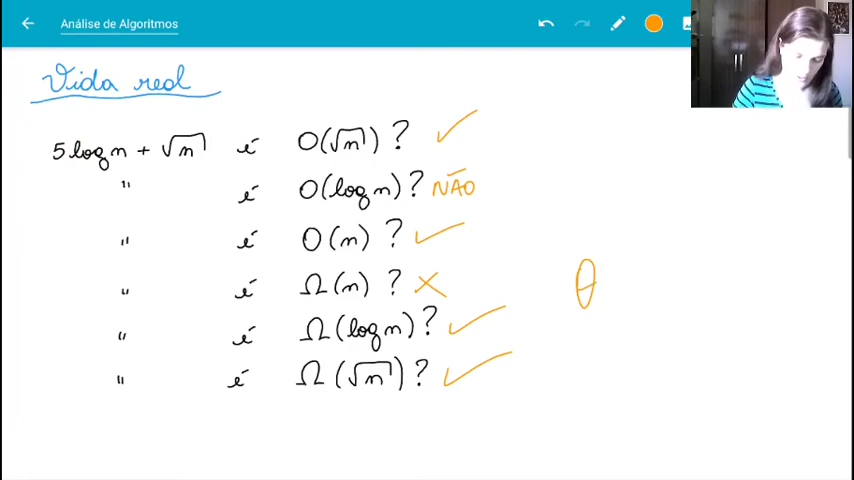 Análise de Algoritmos
Vida real
5 log n + √n é O(√n) ? ✓
" é O(log n) ? NÃO
" é O(n) ? ✓
" é Ω(n) ? ✗
θ
" é Ω(log n) ? ✓
" é Ω(√n) ? ✓